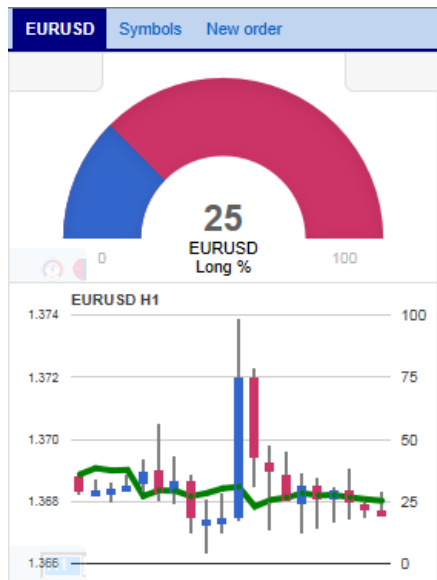 EURUSD Symbols New order
25
EURUSD
Long %
0 100
EURUSD H1
1.374 100
1.372 75
1.370 50
1.368 25
1.366 0